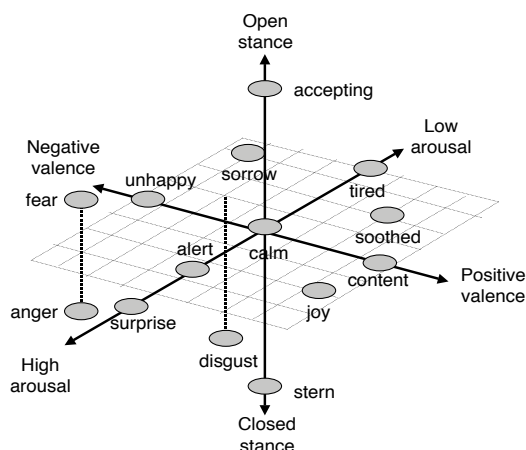 Open
stance
accepting
Low
arousal
Negative
valence
sorrow
unhappy
tired
fear
soothed
calm
alert
content
Positive
valence
anger
surprise
joy
disgust
High
arousal
stern
Closed
stance